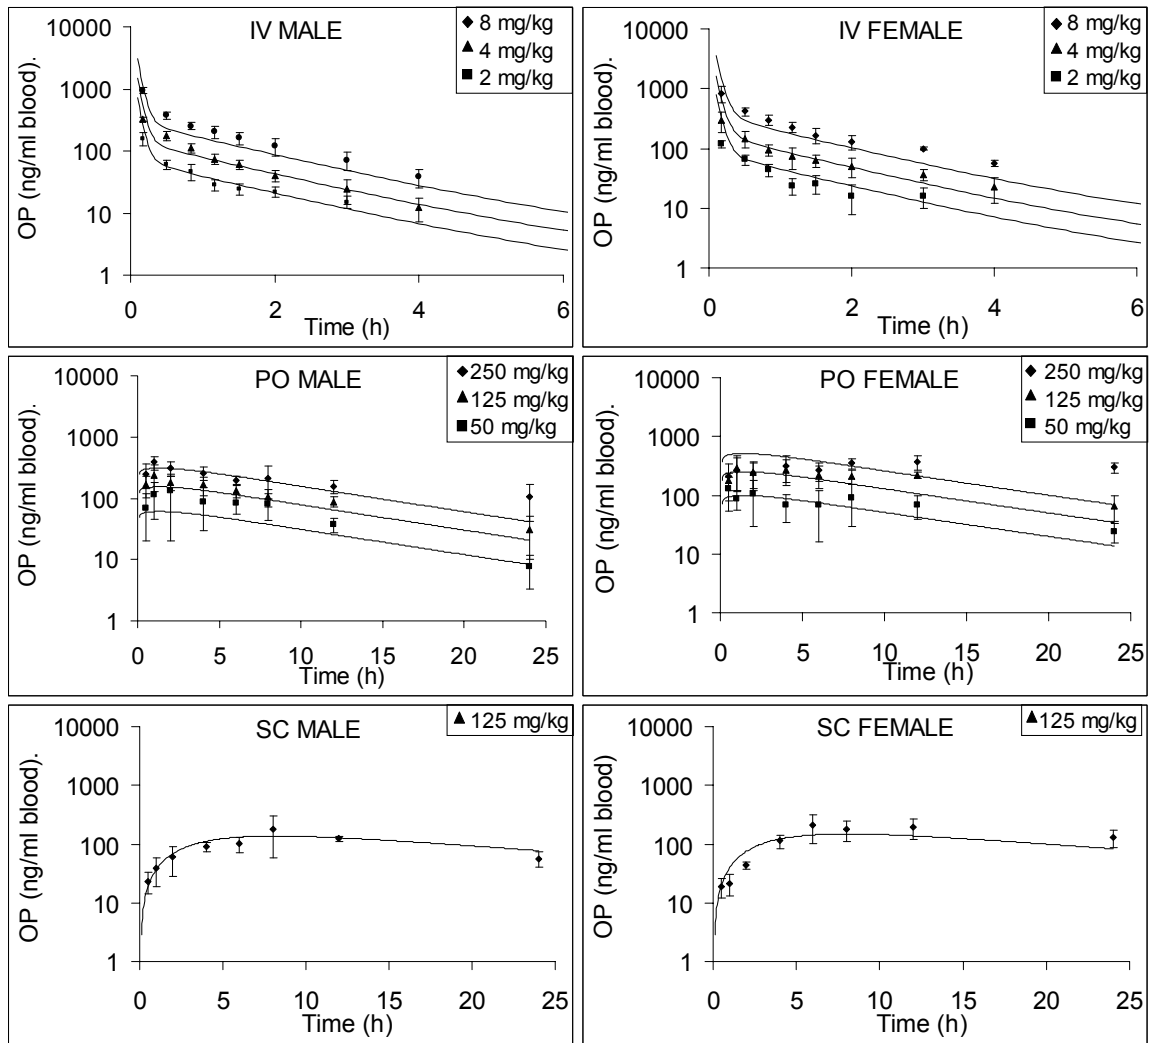 IV MALE
8 mg/kg
4 mg/kg
2 mg/kg
OP (ng/ml blood).
10000
1000
100
10
1
0
2
4
6
Time (h)
IV FEMALE
8 mg/kg
4 mg/kg
2 mg/kg
OP (ng/ml blood).
10000
1000
100
10
1
0
2
4
6
Time (h)
PO MALE
250 mg/kg
125 mg/kg
50 mg/kg
OP (ng/ml blood).
10000
1000
100
10
1
0
5
10
15
20
25
Time (h)
PO FEMALE
250 mg/kg
125 mg/kg
50 mg/kg
OP (ng/ml blood).
10000
1000
100
10
1
0
5
10
15
20
25
Time (h)
SC MALE
125 mg/kg
OP (ng/ml blood).
10000
1000
100
10
1
0
5
10
15
20
25
Time (h)
SC FEMALE
125 mg/kg
OP (ng/ml blood)
10000
1000
100
10
1
0
5
10
15
20
25
Time (h)